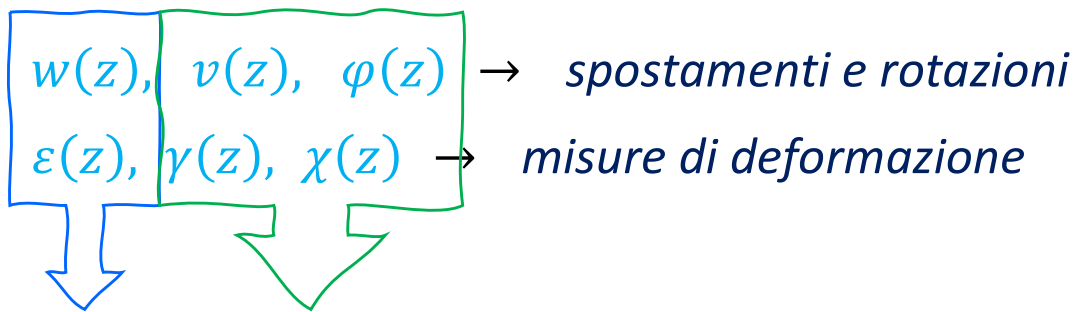 w(z), v(z), φ(z) → spostamenti e rotazioni
ε(z), γ(z), χ(z) → misure di deformazione